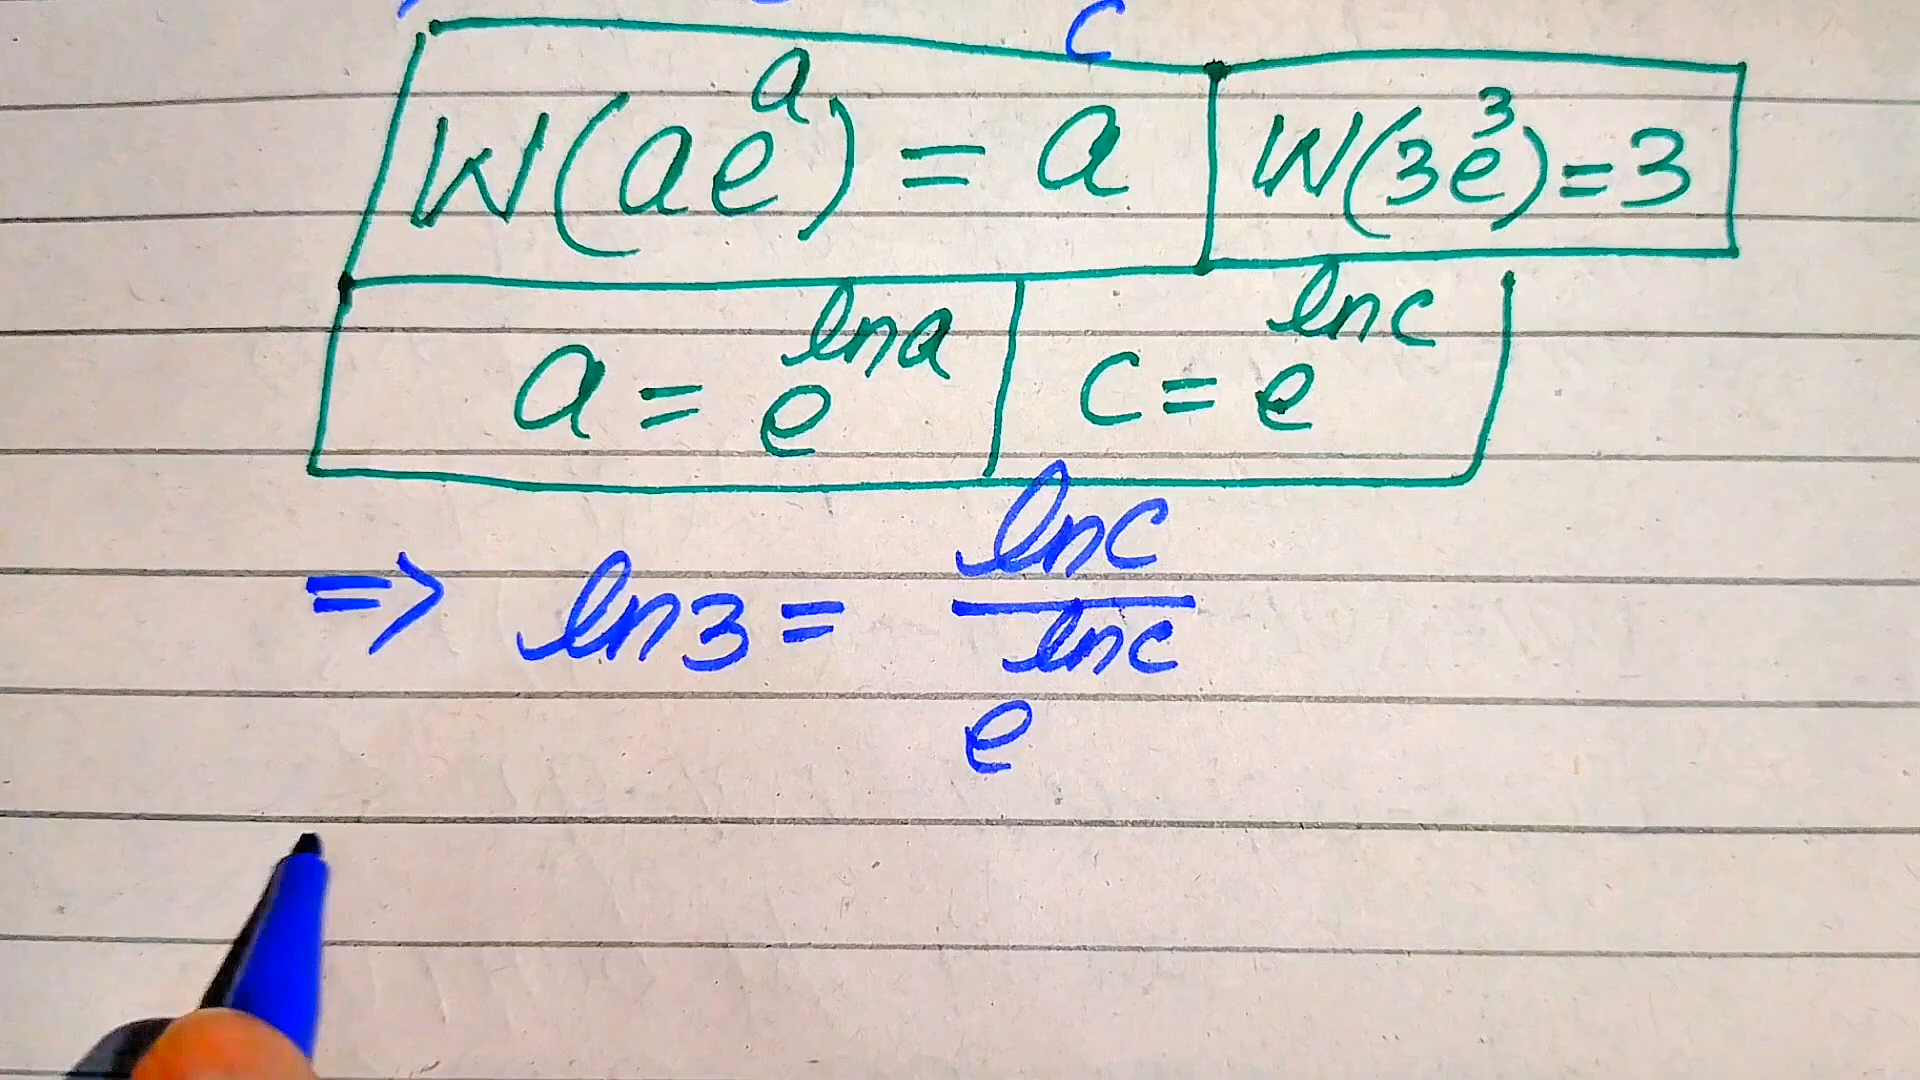 c
W(ae^a) = a W(3e^3)=3
a = e^lna c = e^lnc
=> ln3 = lnc / e^lnc